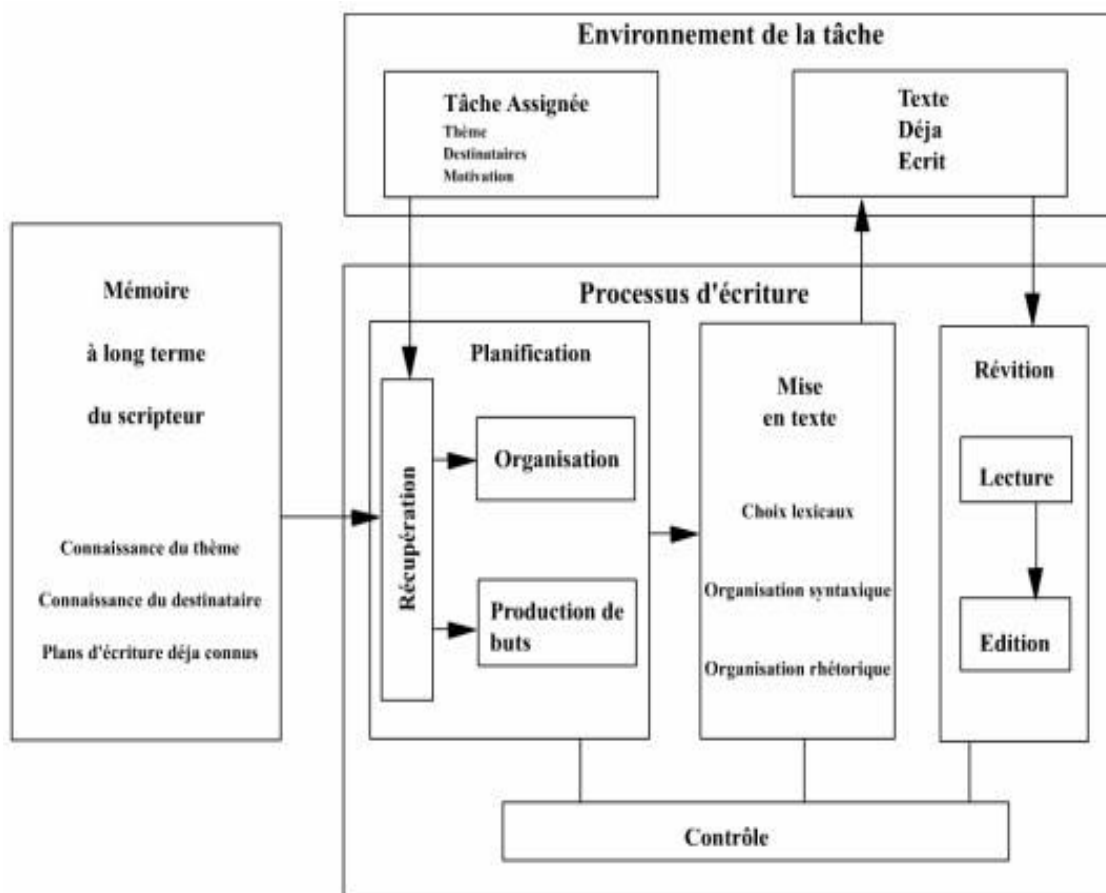 Environnement de la tâche
Tâche Assignée
Thème
Destinataires
Motivation
Texte
Déja
Ecrit
Mémoire
à long terme
du scripteur
Connaissance du thème
Connaissance du destinataire
Plans d'écriture déja connus
Processus d'écriture
Planification
Récupération
Organisation
Production de
buts
Mise
en texte
Choix lexicaux
Organisation syntaxique
Organisation rhétorique
Révition
Lecture
Edition
Contrôle